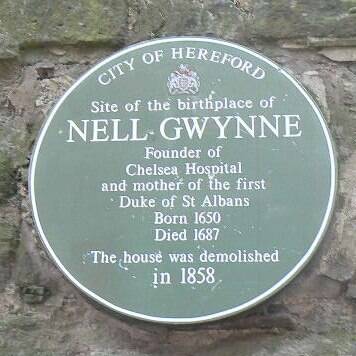 CITY OF HEREFORD
Site of the birthplace of
NELL GWYNNE
Founder of
Chelsea Hospital
and mother of the first
Duke of St Albans
Born 1650
Died 1687
The house was demolished
in 1858